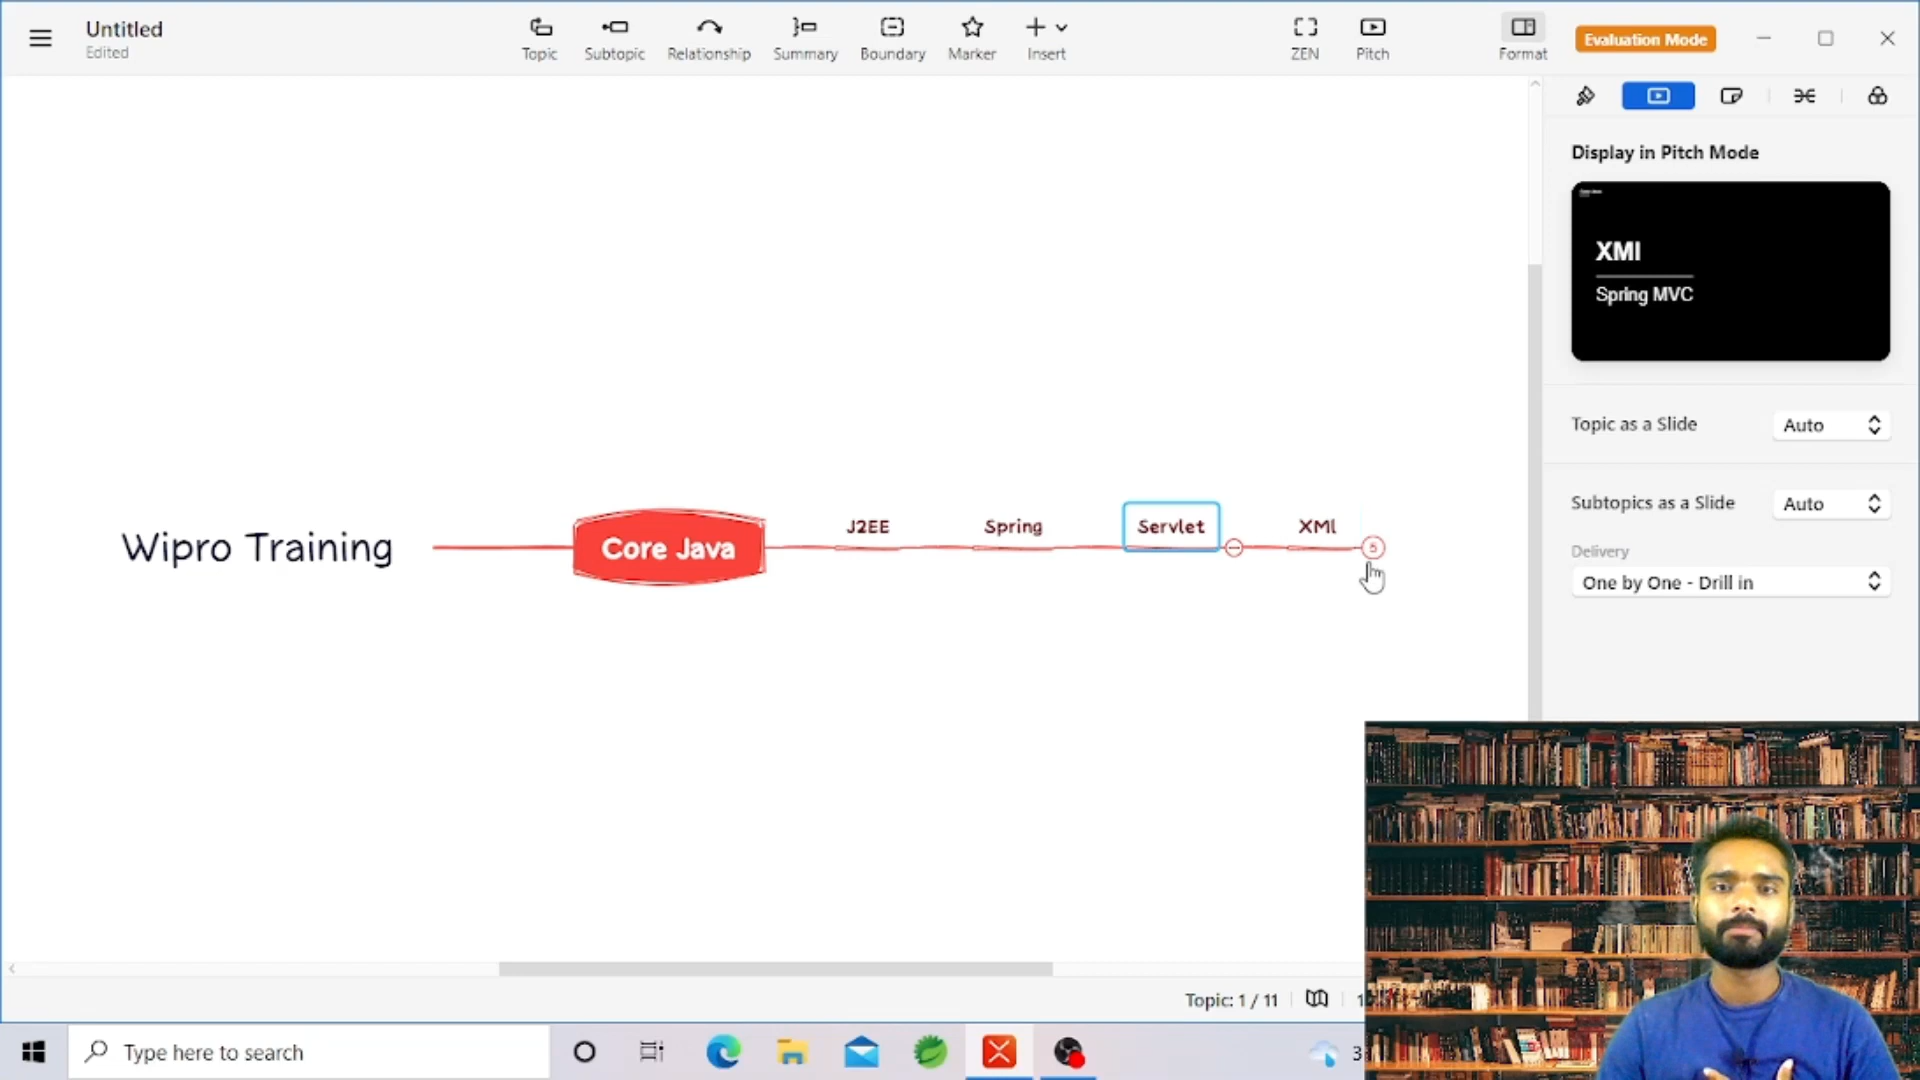 Untitled
Edited
Topic
Subtopic
Relationship
Summary
Boundary
Marker
Insert
ZEN
Pitch
Format
Evaluation Mode
Display in Pitch Mode
XMl
Spring MVC
Topic as a Slide
Auto
Subtopics as a Slide
Auto
Delivery
One by One - Drill in
Wipro Training
Core Java
J2EE
Spring
Servlet
XMl
5
Topic: 1 / 11
Type here to search
3